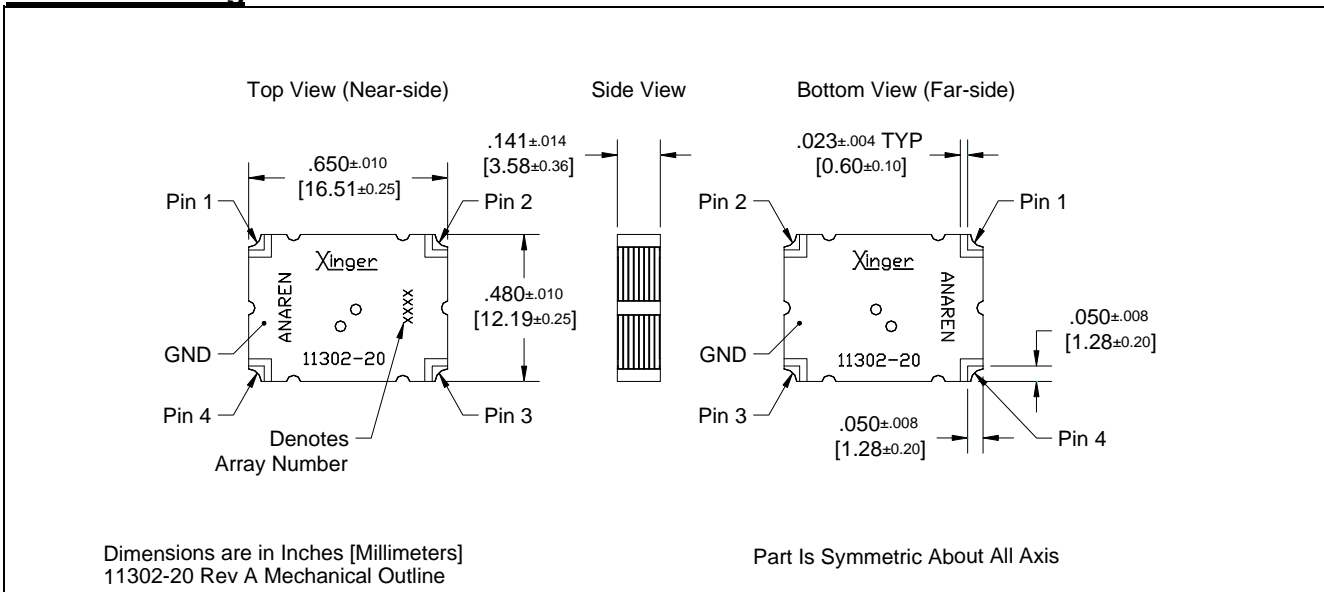 Top View (Near-side)
Side View
Bottom View (Far-side)
.650±.010
[16.51±0.25]
.141±.014
[3.58±0.36]
.023±.004 TYP
[0.60±0.10]
Pin 1
Pin 2
Pin 2
Pin 1
Xinger
ANAREN
XXXX
11302-20
.480±.010
[12.19±0.25]
Xinger
ANAREN
11302-20
.050±.008
[1.28±0.20]
GND
GND
Pin 4
Pin 3
Pin 3
Pin 4
Denotes
Array Number
.050±.008
[1.28±0.20]
Dimensions are in Inches [Millimeters]
11302-20 Rev A Mechanical Outline
Part Is Symmetric About All Axis